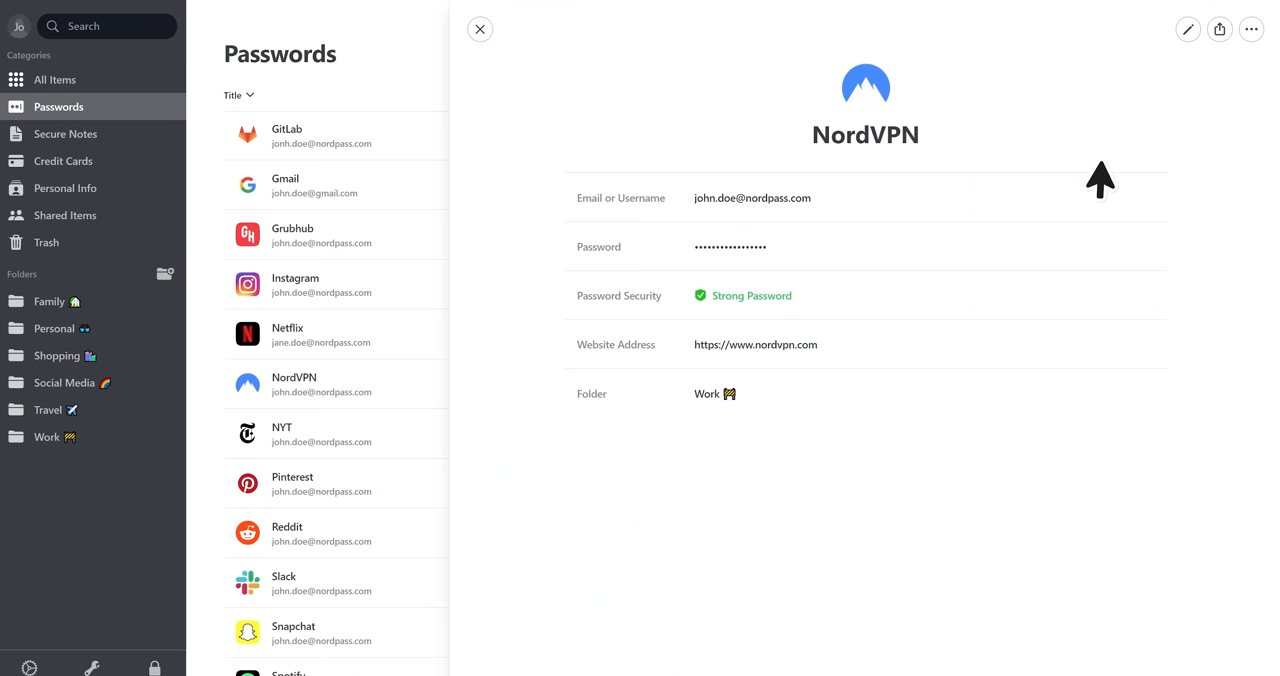 Jo
Search
Categories
All Items
Passwords
Secure Notes
Credit Cards
Personal Info
Shared Items
Trash
Folders
Family
Personal
Shopping
Social Media
Travel
Work
Passwords
Title
GitLab
jonh.doe@nordpass.com
Gmail
john.doe@gmail.com
Grubhub
john.doe@nordpass.com
Instagram
john.doe@nordpass.com
Netflix
jane.doe@nordpass.com
NordVPN
john.doe@nordpass.com
NYT
john.doe@nordpass.com
Pinterest
john.doe@nordpass.com
Reddit
john.doe@nordpass.com
Slack
john.doe@nordpass.com
Snapchat
john.doe@nordpass.com
Spotify
NordVPN
Email or Username john.doe@nordpass.com
Password •••••••••••••••••
Password Security Strong Password
Website Address https://www.nordvpn.com
Folder Work